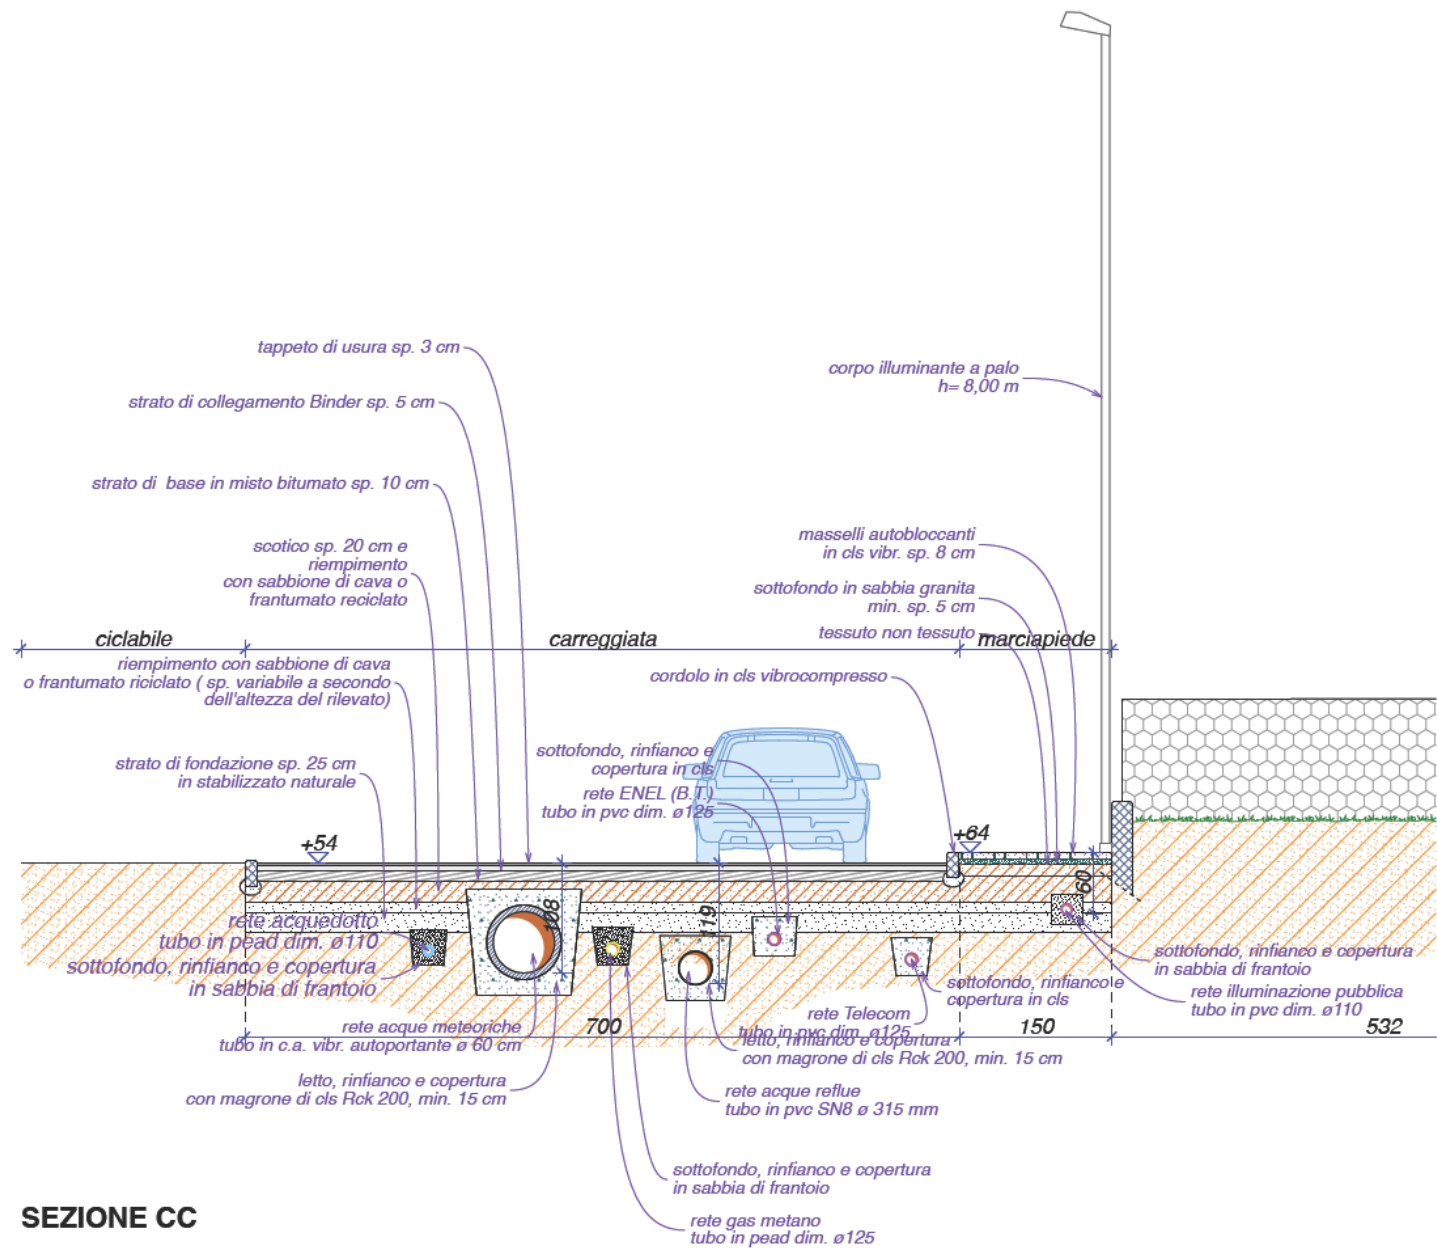 tappeto di usura sp. 3 cm
corpo illuminante a palo
h= 8,00 m
strato di collegamento Binder sp. 5 cm
strato di  base in misto bitumato sp. 10 cm
scotico sp. 20 cm e
riempimento
con sabbione di cava o
frantumato reciclato
masselli autobloccanti
in cls vibr. sp. 8 cm
sottofondo in sabbia granita
min. sp. 5 cm
tessuto non tessuto
ciclabile
carreggiata
marciapiede
riempimento con sabbione di cava
o frantumato riciclato ( sp. variabile a secondo
dell'altezza del rilevato)
cordolo in cls vibrocompresso
strato di fondazione sp. 25 cm
in stabilizzato naturale
sottofondo, rinfianco e
copertura in cls
rete ENEL (B.T.)
tubo in pvc dim. ø125
+54
+64
60
108
119
rete acquedotto
tubo in pead dim. ø110
sottofondo, rinfianco e copertura
in sabbia di frantoio
sottofondo, rinfianco e copertura
in sabbia di frantoio
rete illuminazione pubblica
tubo in pvc dim. ø110
sottofondo, rinfianco e
copertura in cls
rete Telecom
tubo in pvc dim. ø125
rete acque meteoriche
tubo in c.a. vibr. autoportante ø 60 cm
700
150
532
letto, rinfianco e copertura
con magrone di cls Rck 200, min. 15 cm
letto, rinfianco e copertura
con magrone di cls Rck 200, min. 15 cm
rete acque reflue
tubo in pvc SN8 ø 315 mm
sottofondo, rinfianco e copertura
in sabbia di frantoio
rete gas metano
tubo in pead dim. ø125
SEZIONE CC